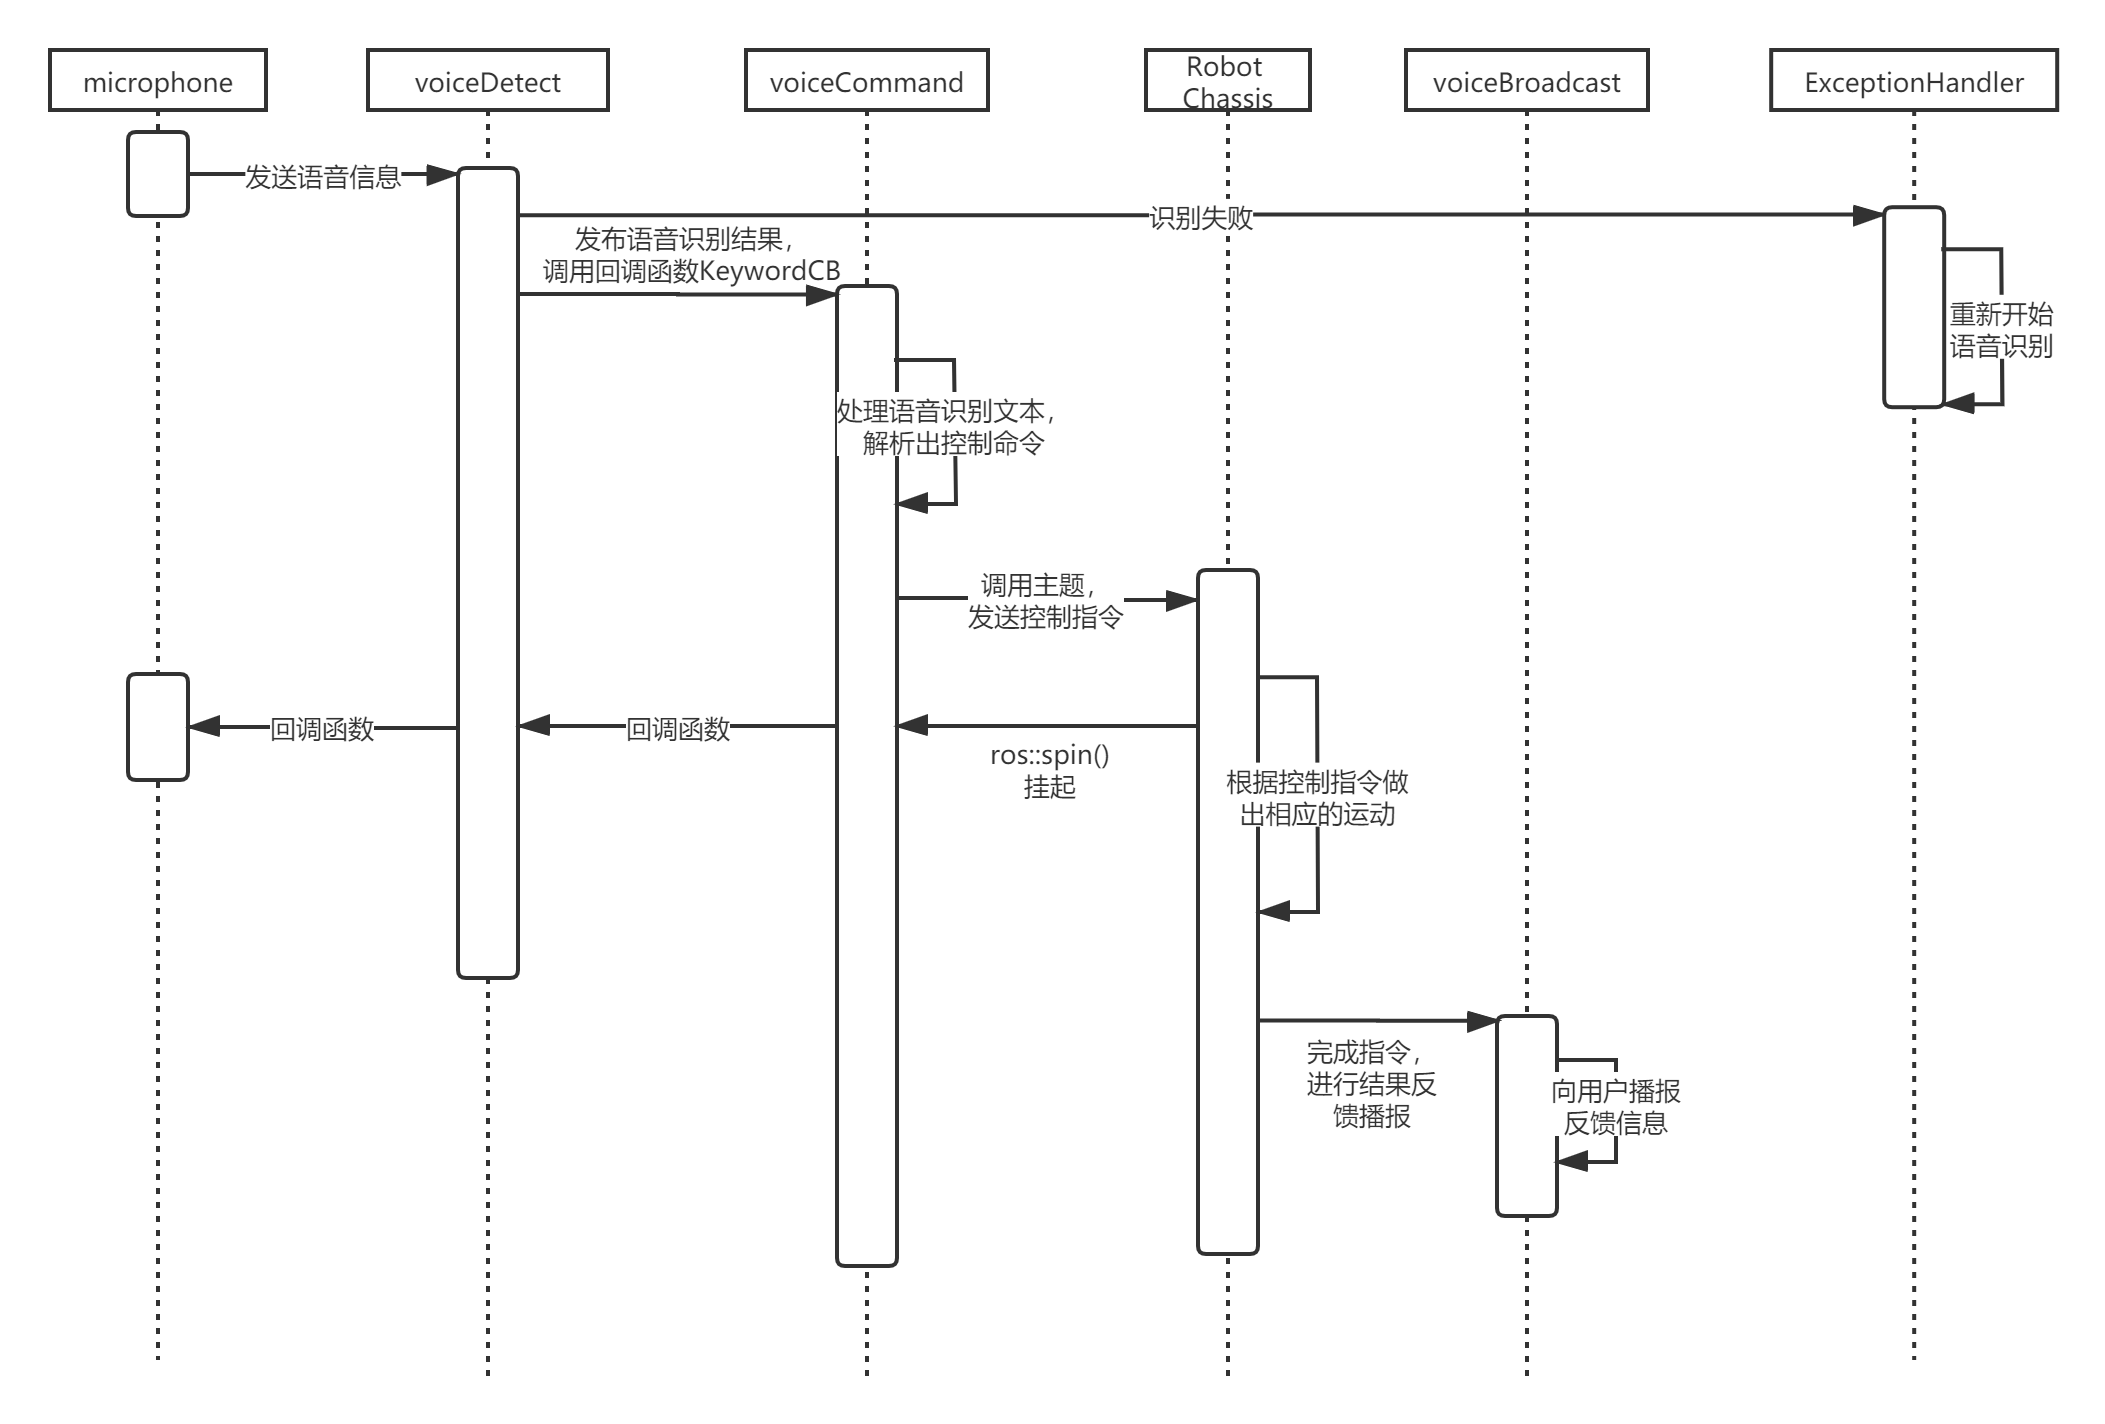 microphone
voiceDetect
voiceCommand
Robot
Chassis
voiceBroadcast
ExceptionHandler
发送语音信息
识别失败
发布语音识别结果，
调用回调函数KeywordCB
重新开始
语音识别
处理语音识别文本，
解析出控制命令
调用主题，
发送控制指令
回调函数
回调函数
ros::spin()
挂起
根据控制指令做
出相应的运动
完成指令，
进行结果反
馈播报
向用户播报
反馈信息